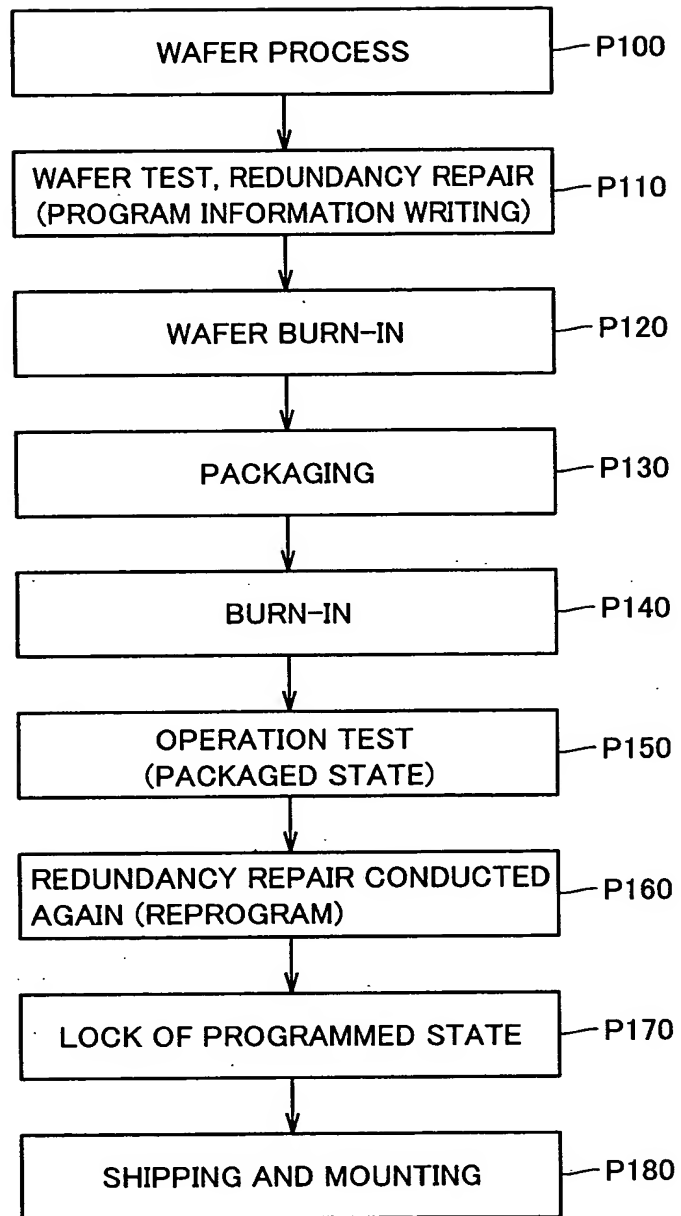 WAFER PROCESS
P100
WAFER TEST, REDUNDANCY REPAIR
(PROGRAM INFORMATION WRITING)
P110
WAFER BURN-IN
P120
PACKAGING
P130
BURN-IN
P140
OPERATION TEST
(PACKAGED STATE)
P150
REDUNDANCY REPAIR CONDUCTED
AGAIN (REPROGRAM)
P160
LOCK OF PROGRAMMED STATE
P170
SHIPPING AND MOUNTING
P180